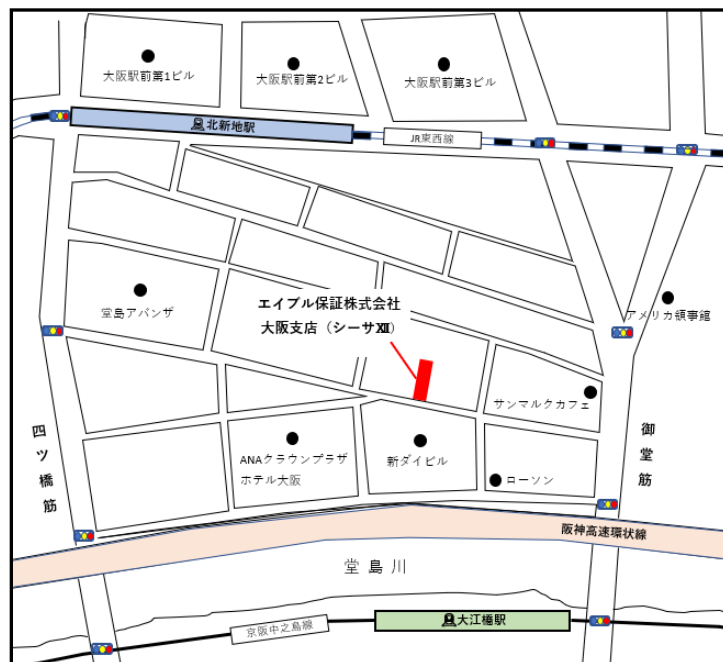 大阪駅前第1ビル
大阪駅前第2ビル
大阪駅前第3ビル
北新地駅
JR東西線
エイブル保証株式会社
大阪支店（シーサⅫ）
堂島アバンザ
アメリカ領事館
サンマルクカフェ
四ツ橋筋
御堂筋
ANAクラウンプラザ
ホテル大阪
新ダイビル
ローソン
阪神高速環状線
堂島川
京阪中之島線
大江橋駅